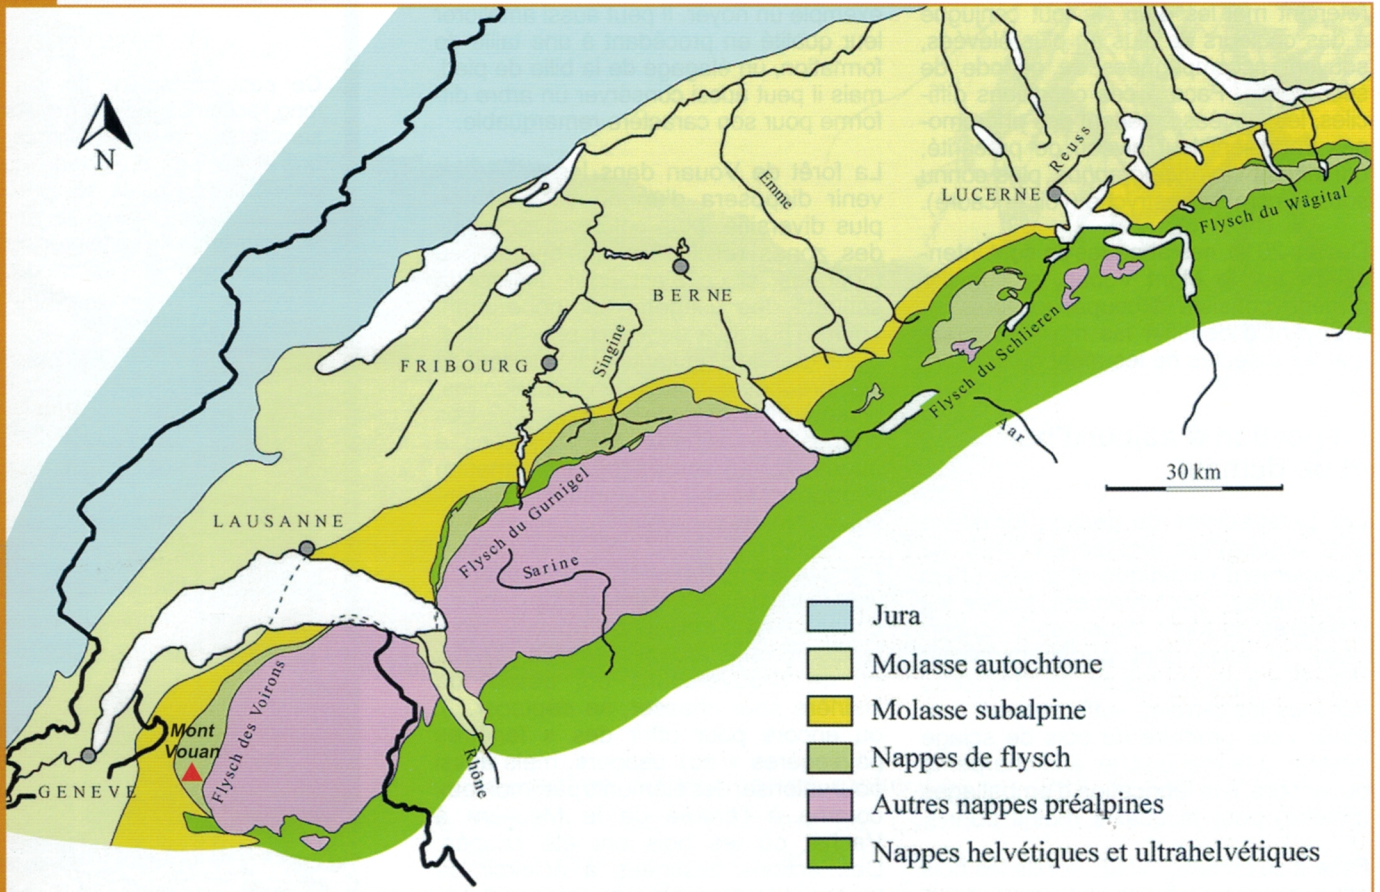 N
Emme
Reuss
LUCERNE
Flysch du Wägital
BERNE
FRIBOURG
Singine
Flysch du Schlieren
Aar
30 km
LAUSANNE
Flysch du Gurnigel
Sarine
Mont
Vouan
Flysch des Voirons
Rhône
GENEVE
Jura
Molasse autochtone
Molasse subalpine
Nappes de flysch
Autres nappes préalpines
Nappes helvétiques et ultrahelvétiques